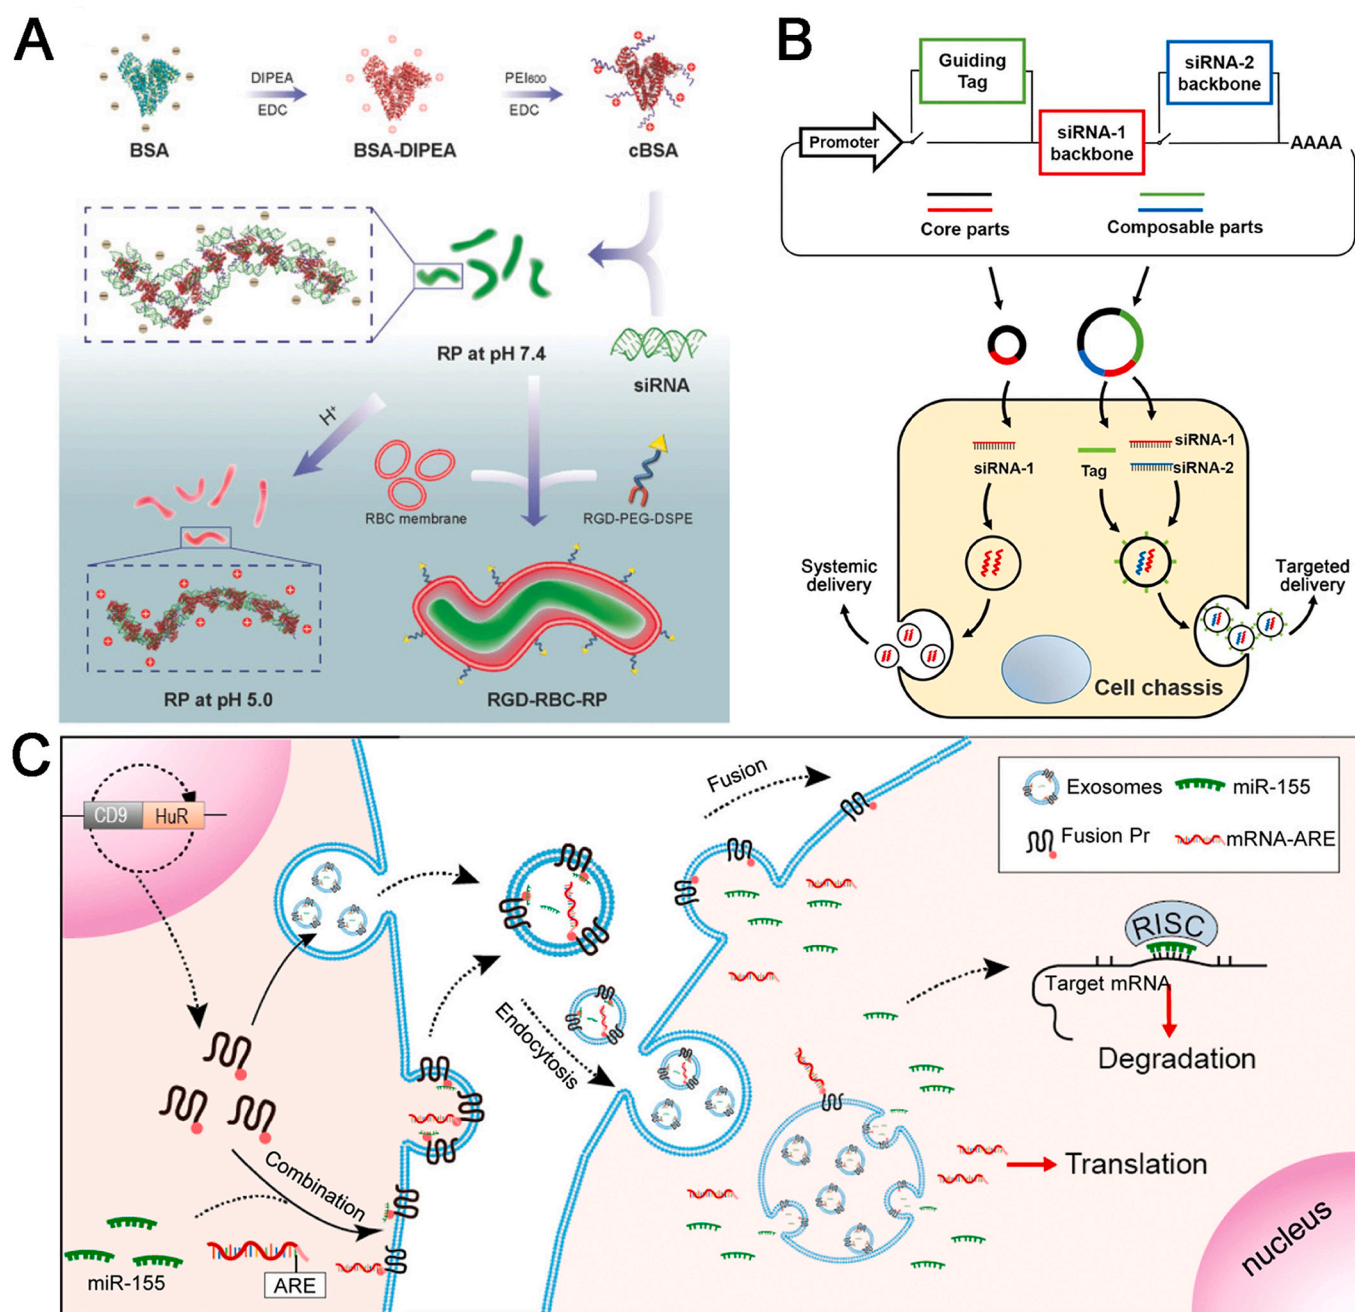 A
DIPEA
EDC
PEI600
EDC
BSA
BSA-DIPEA
cBSA
RP at pH 7.4
siRNA
H+
RBC membrane
RGD-PEG-DSPE
RP at pH 5.0
RGD-RBC-RP
B
Guiding
Tag
siRNA-2
backbone
Promoter
siRNA-1
backbone
AAAA
Core parts
Composable parts
siRNA-1
Tag
siRNA-1
siRNA-2
Systemic
delivery
Targeted
delivery
Cell chassis
C
CD9
HuR
Fusion
Exosomes
miR-155
Fusion Pr
mRNA-ARE
RISC
Target mRNA
Degradation
Endocytosis
Combination
Translation
miR-155
ARE
nucleus